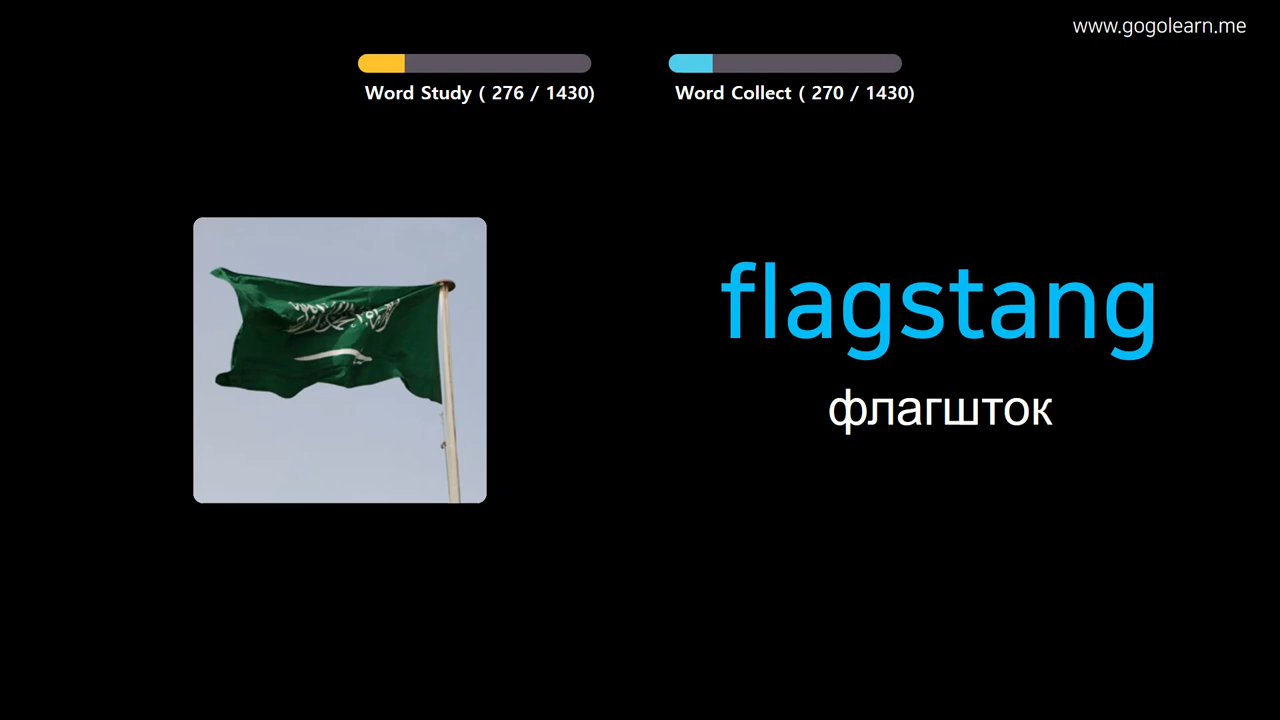 www.gogolearn.me
Word Study ( 276 / 1430)
Word Collect ( 270 / 1430)
flagstang
флагшток